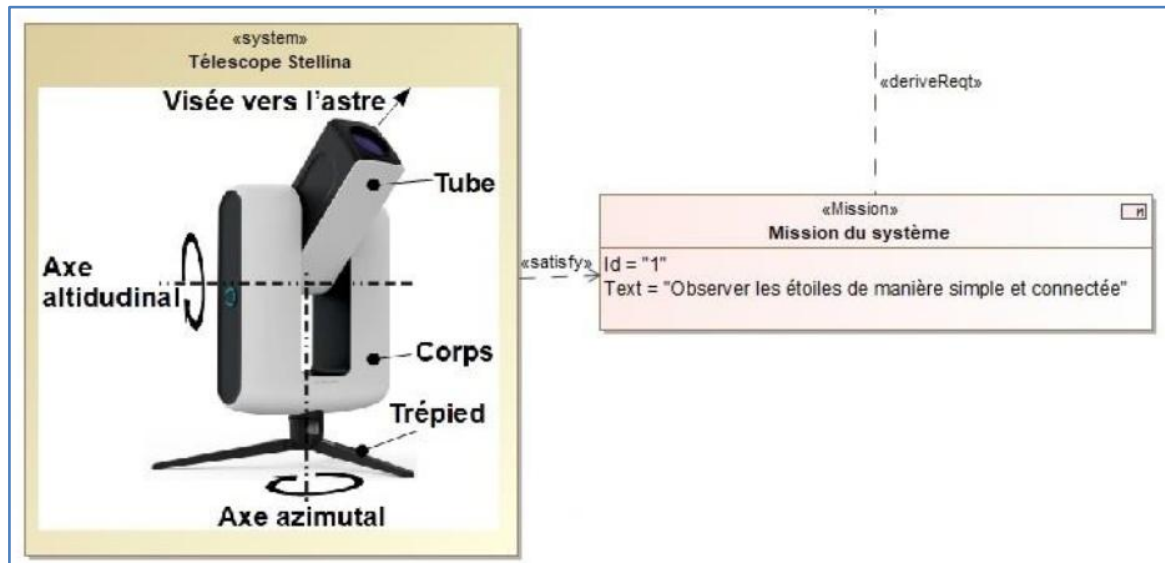 «system»
Télescope Stellina
Visée vers l'astre
Tube
Axe
altidudinal
Corps
Trépied
Axe azimutal
«deriveReqt»
«satisfy»
«Mission»
Mission du système
Id = "1"
Text = "Observer les étoiles de manière simple et connectée"